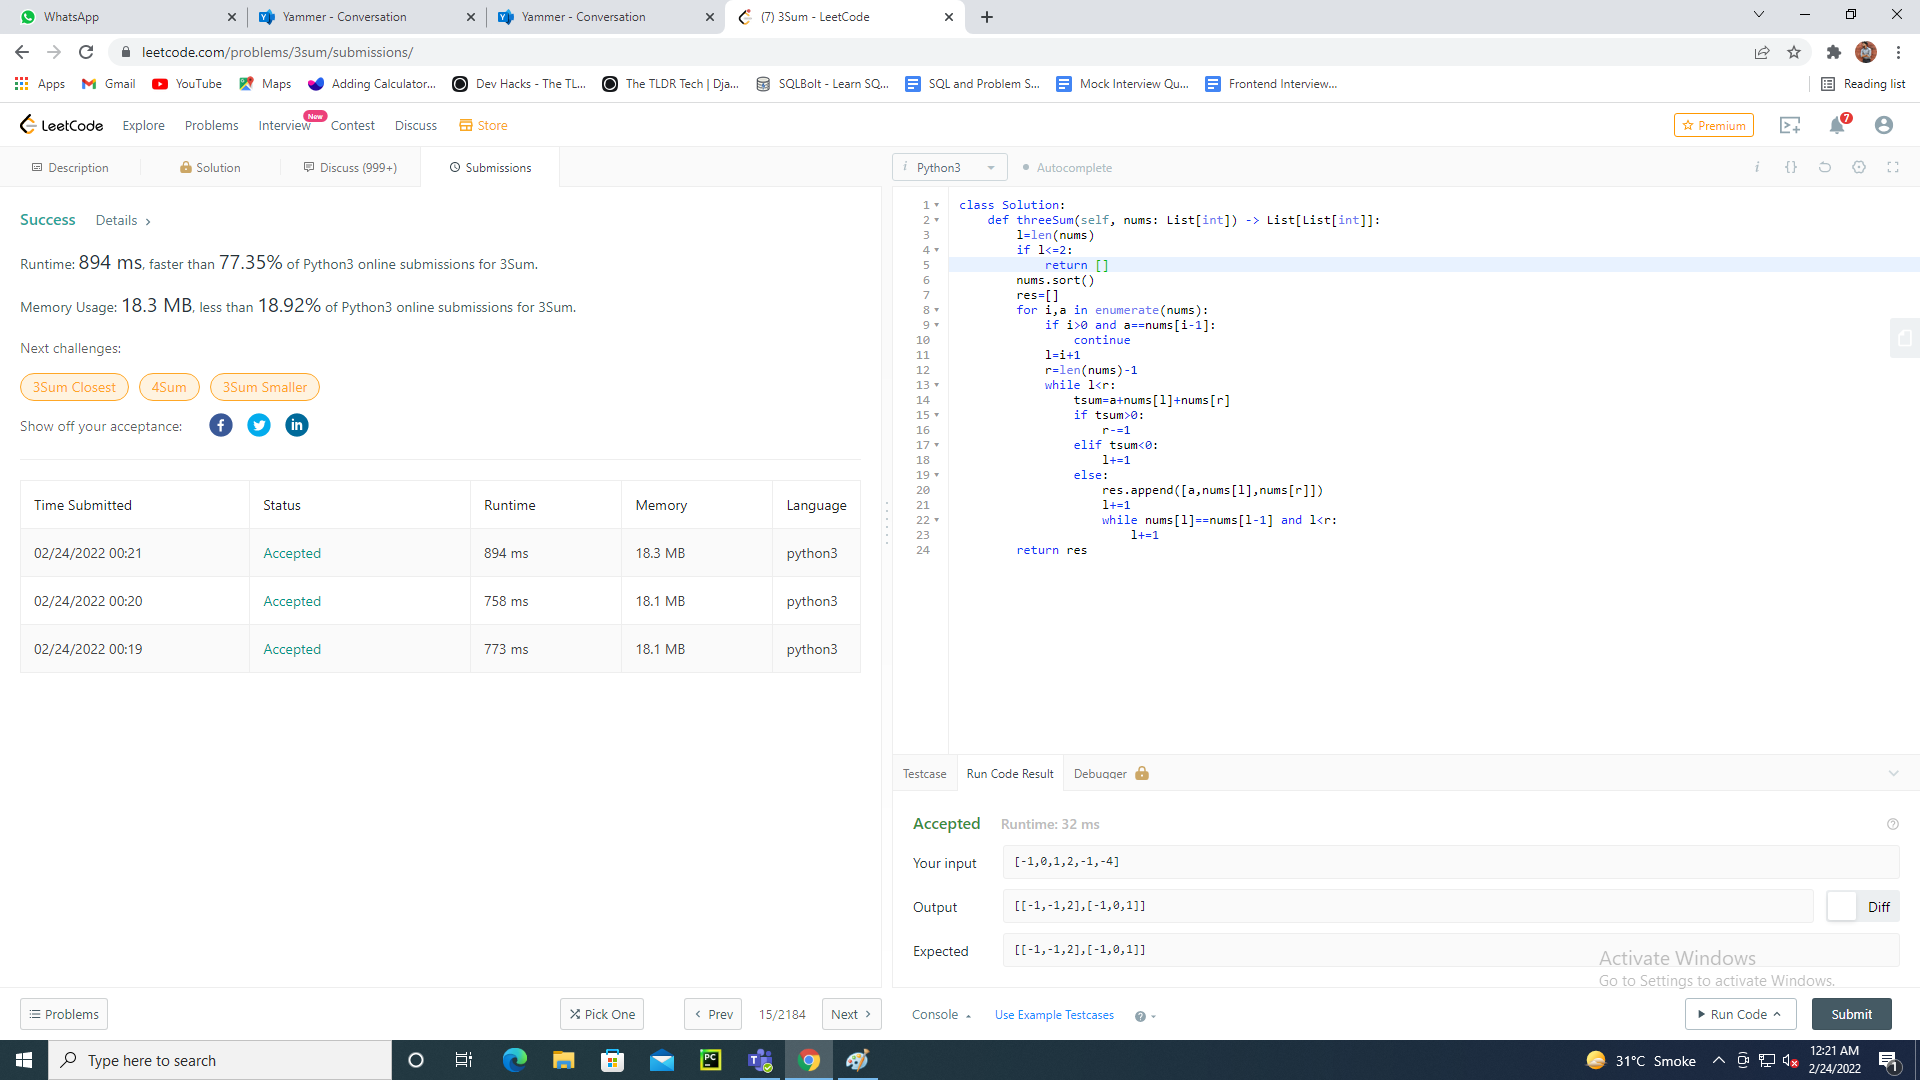 WhatsApp
Yammer - Conversation
Yammer - Conversation
(7) 3Sum - LeetCode
leetcode.com/problems/3sum/submissions/
Apps
Gmail
YouTube
Maps
Adding Calculator...
Dev Hacks - The TL...
The TLDR Tech | Dja...
SQLBolt - Learn SQ...
SQL and Problem S...
Mock Interview Qu...
Frontend Interview...
Reading list
LeetCode
Explore
Problems
Interview
New
Contest
Discuss
Store
Premium
7
Description
Solution
Discuss (999+)
Submissions
i Python3
Autocomplete
Success Details >
Runtime: 894 ms, faster than 77.35% of Python3 online submissions for 3Sum.
Memory Usage: 18.3 MB, less than 18.92% of Python3 online submissions for 3Sum.
Next challenges:
3Sum Closest
4Sum
3Sum Smaller
Show off your acceptance:
Time Submitted Status Runtime Memory Language
02/24/2022 00:21 Accepted 894 ms 18.3 MB python3
02/24/2022 00:20 Accepted 758 ms 18.1 MB python3
02/24/2022 00:19 Accepted 773 ms 18.1 MB python3
1 class Solution:
2 def threeSum(self, nums: List[int]) -> List[List[int]]:
3 l=len(nums)
4 if l<=2:
5 return []
6 nums.sort()
7 res=[]
8 for i,a in enumerate(nums):
9 if i>0 and a==nums[i-1]:
10 continue
11 l=i+1
12 r=len(nums)-1
13 while l<r:
14 tsum=a+nums[l]+nums[r]
15 if tsum>0:
16 r-=1
17 elif tsum<0:
18 l+=1
19 else:
20 res.append([a,nums[l],nums[r]])
21 l+=1
22 while nums[l]==nums[l-1] and l<r:
23 l+=1
24 return res
Testcase
Run Code Result
Debugger
Accepted Runtime: 32 ms
Your input [-1,0,1,2,-1,-4]
Output [[-1,-1,2],[-1,0,1]]
Diff
Expected [[-1,-1,2],[-1,0,1]]
Activate Windows
Go to Settings to activate Windows.
Problems
Pick One
Prev
15/2184
Next
Console
Use Example Testcases
Run Code
Submit
Type here to search
31°C Smoke
12:21 AM
2/24/2022
1